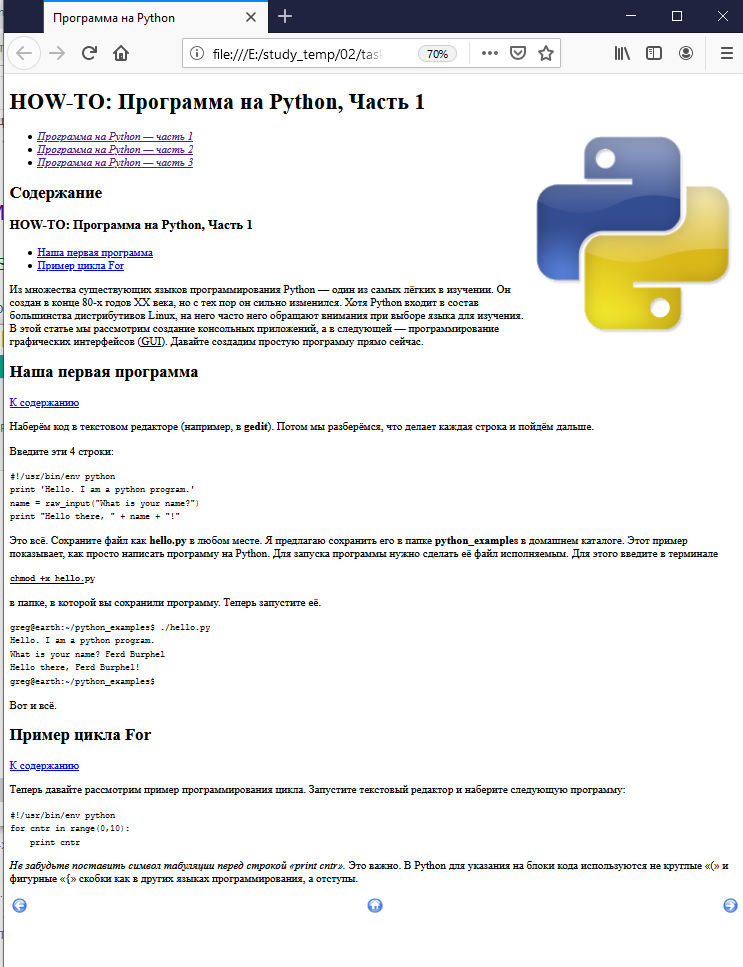 Программа на Python
file:///E:/study_temp/02/task
70%
HOW-TO: Программа на Python, Часть 1
Программа на Python — часть 1
Программа на Python — часть 2
Программа на Python — часть 3
Содержание
HOW-TO: Программа на Python, Часть 1
Наша первая программа
Пример цикла For
Из множества существующих языков программирования Python — один из самых лёгких в изучении. Он
создан в конце 80-х годов XX века, но с тех пор он сильно изменился. Хотя Python входит в состав
большинства дистрибутивов Linux, на него часто него обращают внимания при выборе языка для изучения.
В этой статье мы рассмотрим создание консольных приложений, а в следующей — программирование
графических интерфейсов (GUI). Давайте создадим простую программу прямо сейчас.
Наша первая программа
К содержанию
Наберём код в текстовом редакторе (например, в gedit). Потом мы разберёмся, что делает каждая строка и пойдём дальше.
Введите эти 4 строки:
#!/usr/bin/env python
print 'Hello. I am a python program.'
name = raw_input("What is your name?")
print "Hello there, " + name + "!"
Это всё. Сохраните файл как hello.py в любом месте. Я предлагаю сохранить его в папке python_examples в домашнем каталоге. Этот пример
показывает, как просто написать программу на Python. Для запуска программы нужно сделать её файл исполняемым. Для этого введите в терминале
chmod +x hello.py
в папке, в которой вы сохранили программу. Теперь запустите её.
greg@earth:~/python_examples$ ./hello.py
Hello. I am a python program.
What is your name? Ferd Burphel
Hello there, Ferd Burphel!
greg@earth:~/python_examples$
Вот и всё.
Пример цикла For
К содержанию
Теперь давайте рассмотрим пример программирования цикла. Запустите текстовый редактор и наберите следующую программу:
#!/usr/bin/env python
for cntr in range(0,10):
    print cntr
Не забудьте поставить символ табуляции перед строкой «print cntr». Это важно. В Python для указания на блоки кода используются не круглые «(» и
фигурные «{» скобки как в других языках программирования, а отступы.